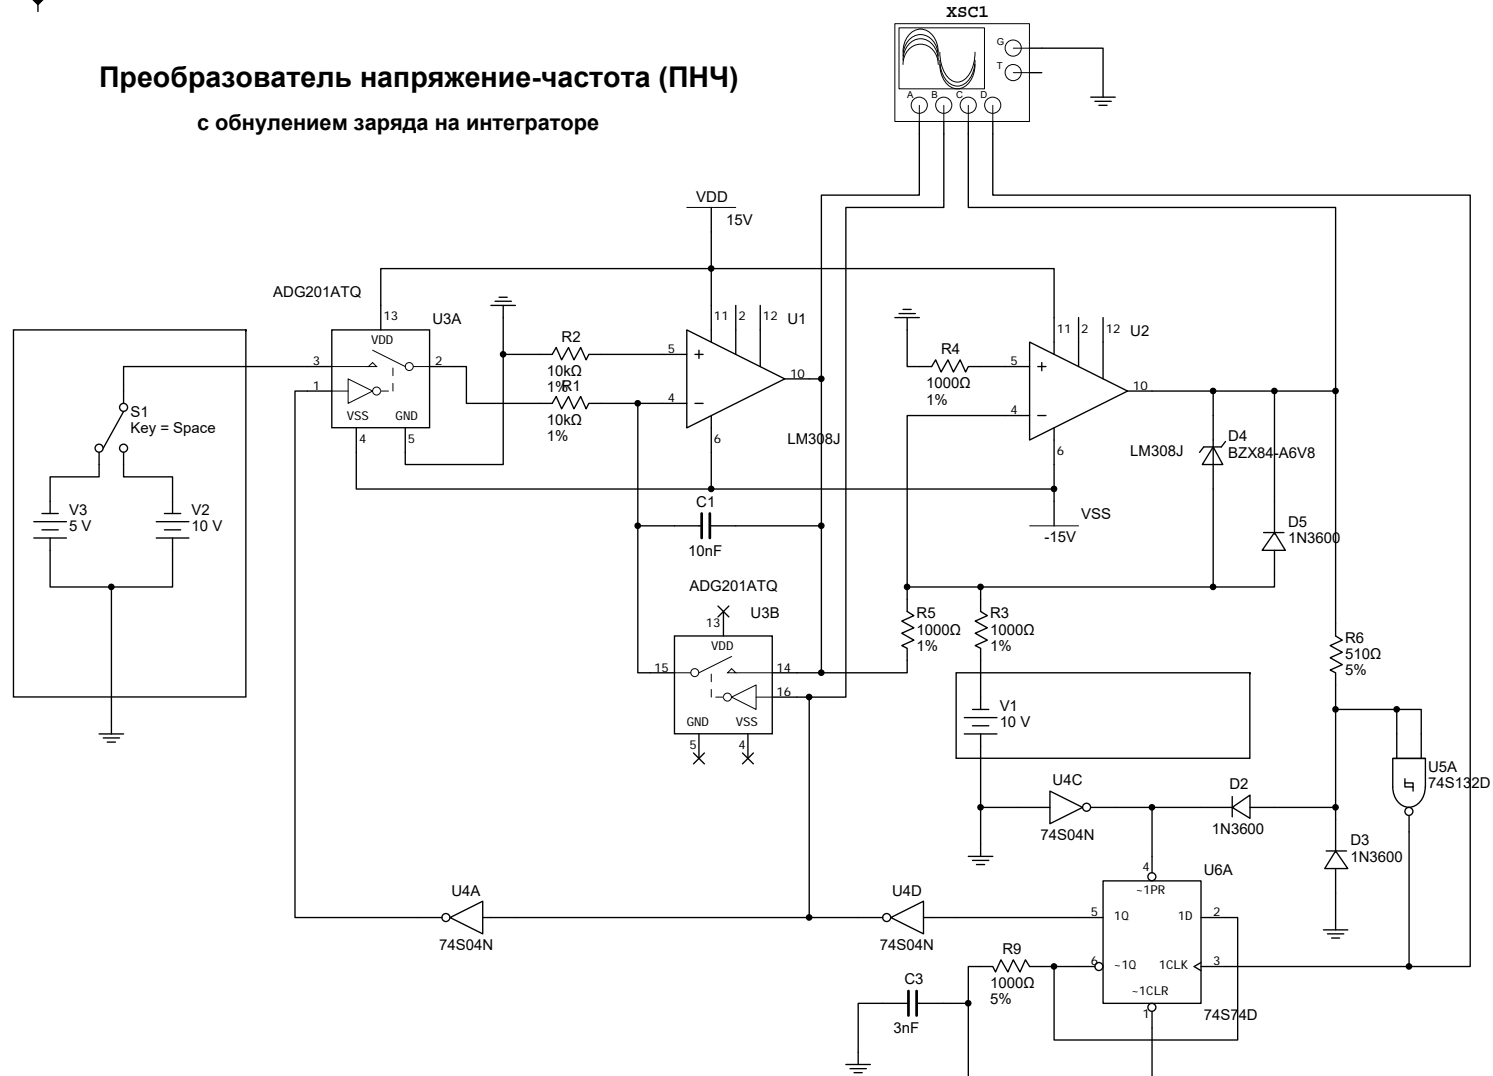 XSC1
G
T
A B C D
Преобразователь напряжение-частота (ПНЧ)
с обнулением заряда на интеграторе
VDD
15V
ADG201ATQ
13
U3A
VDD
3
2
1
VSS GND
4
5
S1
Key = Space
V3
5 V
V2
10 V
R2
10kΩ
1%
R1
10kΩ
1%
11
2
12
U1
5
4
10
6
LM308J
C1
10nF
R4
1000Ω
1%
11
2
12
U2
5
4
10
6
LM308J
VSS
-15V
D4
BZX84-A6V8
D5
1N3600
ADG201ATQ
13
U3B
VDD
15
14
16
GND VSS
5
4
R5
1000Ω
1%
R3
1000Ω
1%
V1
10 V
R6
510Ω
5%
U5A
74S132D
U4C
74S04N
D2
1N3600
D3
1N3600
U4A
74S04N
U4D
74S04N
4
U6A
~1PR
5
1Q
1D
2
6
~1Q
1CLK
3
~1CLR
1
74S74D
R9
1000Ω
5%
C3
3nF